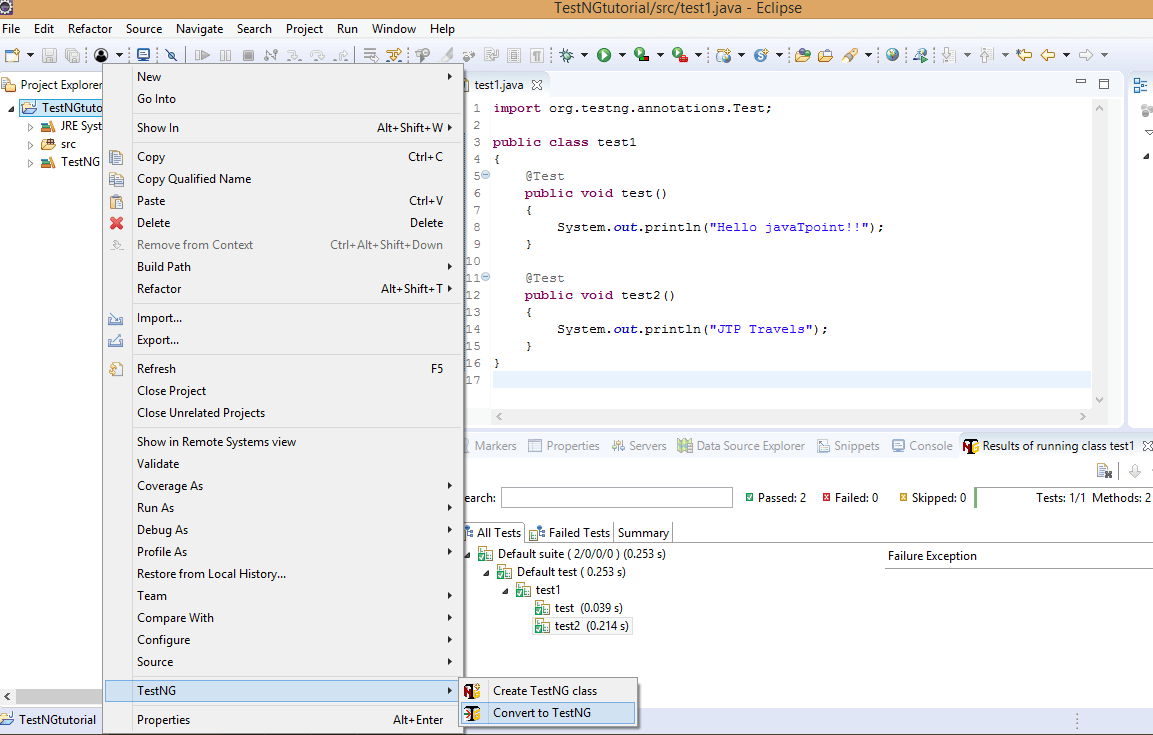 TestNGtutorial/src/test1.java - Eclipse
File Edit Refactor Source Navigate Search Project Run Window Help
Project Explorer
TestNGtuto
JRE Syst
src
TestNG
New
Go Into
Show In Alt+Shift+W
Copy Ctrl+C
Copy Qualified Name
Paste Ctrl+V
Delete Delete
Remove from Context Ctrl+Alt+Shift+Down
Build Path
Refactor Alt+Shift+T
Import...
Export...
Refresh F5
Close Project
Close Unrelated Projects
Show in Remote Systems view
Validate
Coverage As
Run As
Debug As
Profile As
Restore from Local History...
Team
Compare With
Configure
Source
TestNG
Properties Alt+Enter
Create TestNG class
Convert to TestNG
test1.java
1 import org.testng.annotations.Test;
2
3 public class test1
4 {
5 @Test
6 public void test()
7 {
8 System.out.println("Hello javaTpoint!!");
9 }
10
11 @Test
12 public void test2()
13 {
14 System.out.println("JTP Travels");
15 }
16 }
17
Markers Properties Servers Data Source Explorer Snippets Console Results of running class test1
earch: Passed: 2 Failed: 0 Skipped: 0 Tests: 1/1 Methods: 2
All Tests Failed Tests Summary
Default suite ( 2/0/0/0 ) (0.253 s)
Default test ( 0.253 s)
test1
test (0.039 s)
test2 (0.214 s)
Failure Exception
TestNGtutorial